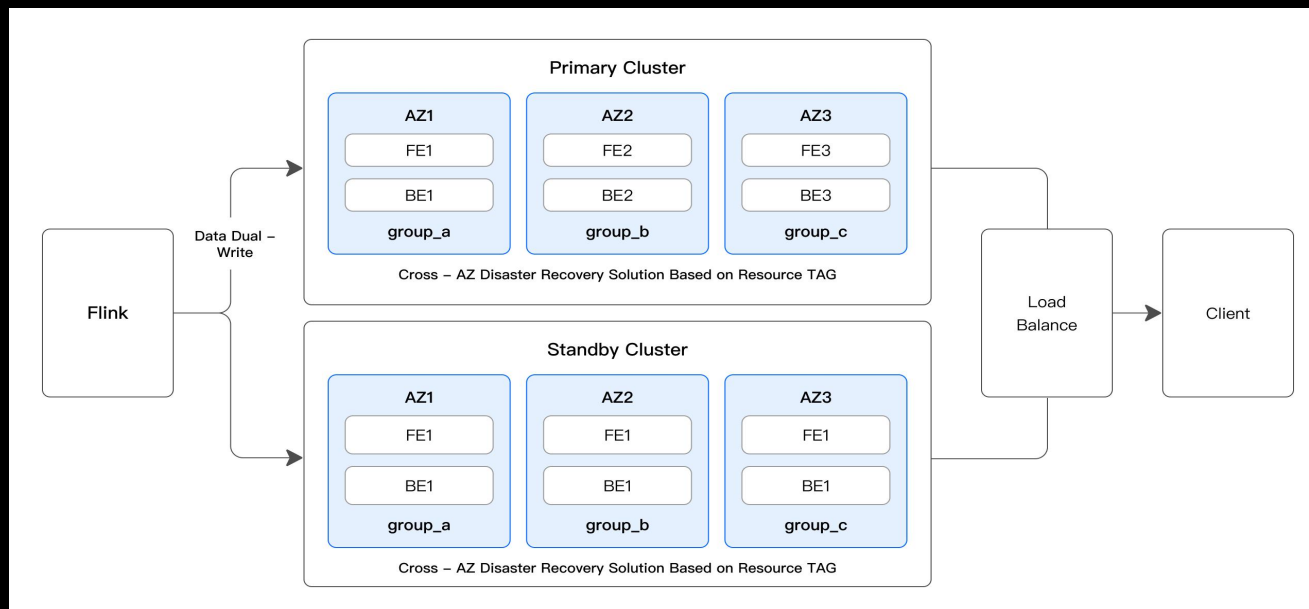 Primary Cluster
AZ1
FE1
BE1
group_a
AZ2
FE2
BE2
group_b
AZ3
FE3
BE3
group_c
Cross – AZ Disaster Recovery Solution Based on Resource TAG
Data Dual –
Write
Flink
Load
Balance
Client
Standby Cluster
AZ1
FE1
BE1
group_a
AZ2
FE1
BE1
group_b
AZ3
FE1
BE1
group_c
Cross – AZ Disaster Recovery Solution Based on Resource TAG